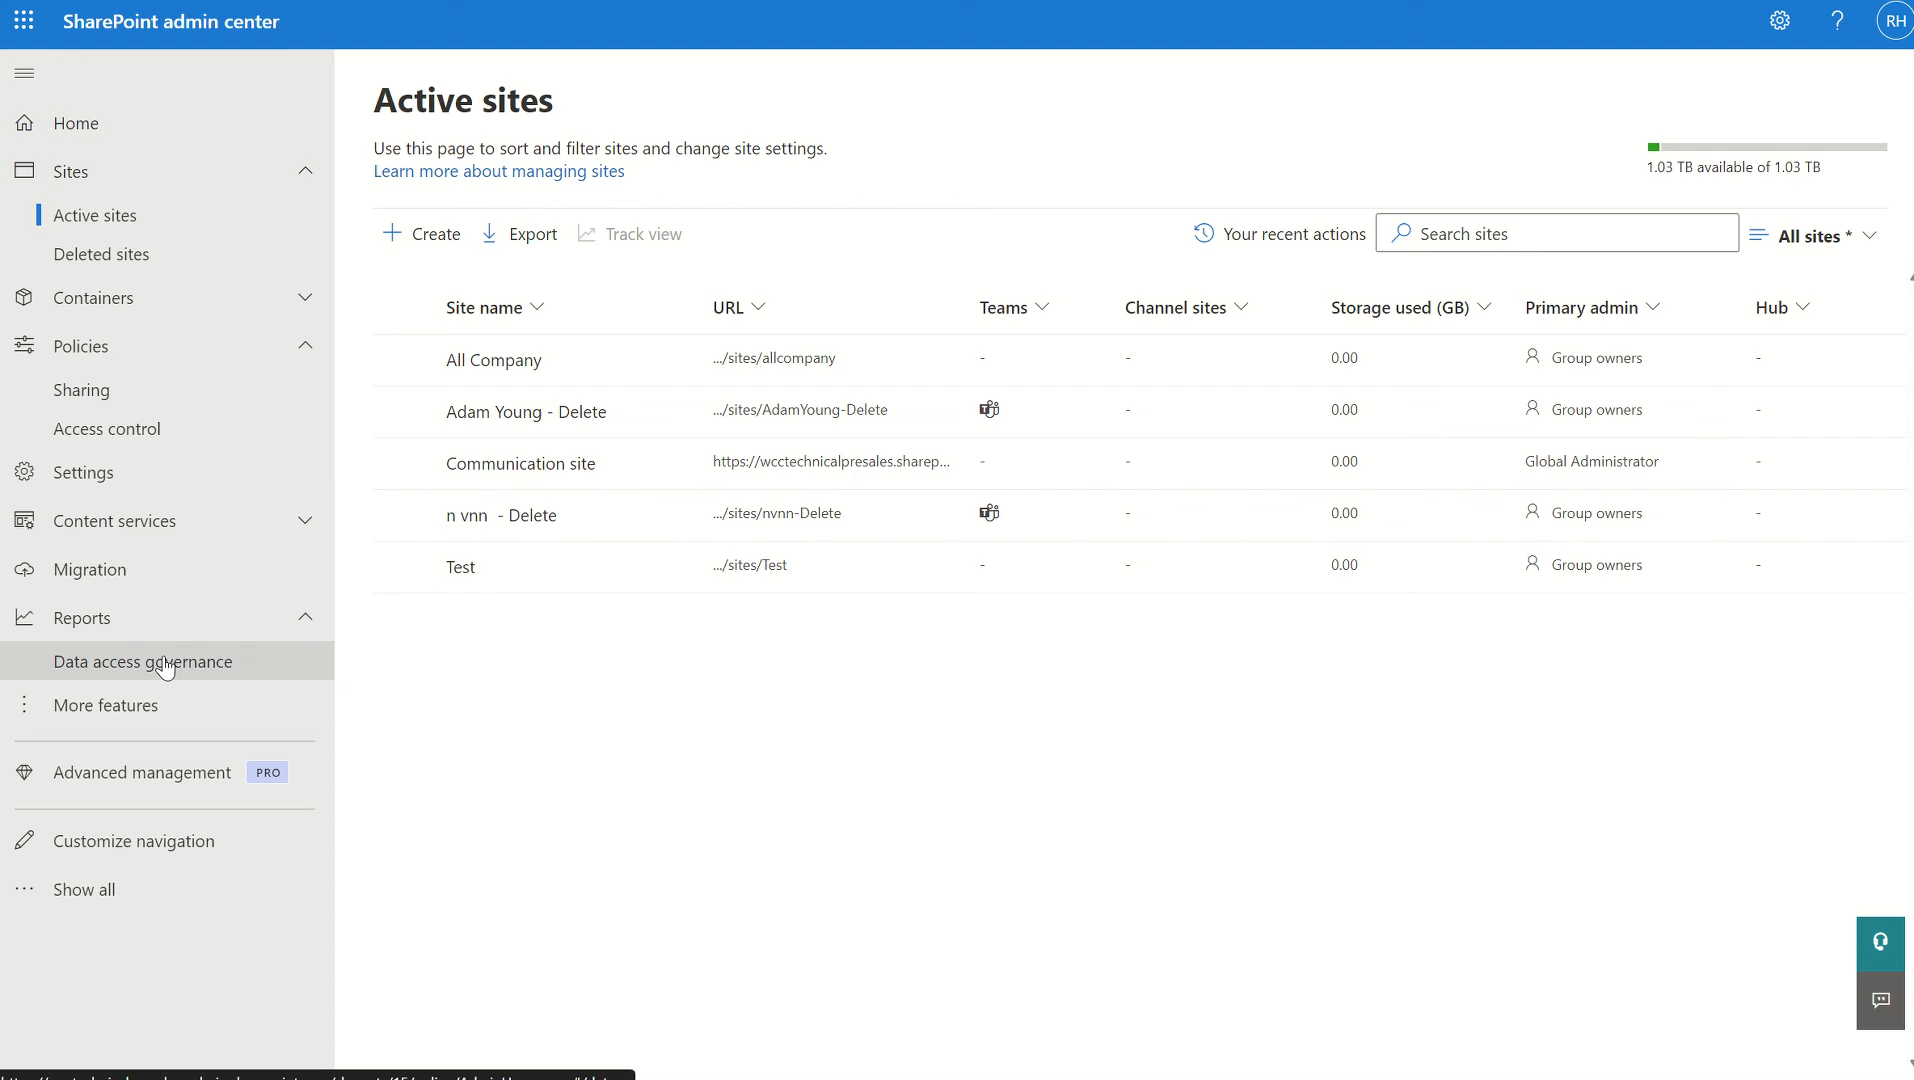 SharePoint admin center
RH
Home
Sites
Active sites
Deleted sites
Containers
Policies
Sharing
Access control
Settings
Content services
Migration
Reports
Data access governance
More features
Advanced management PRO
Customize navigation
Show all
Active sites
Use this page to sort and filter sites and change site settings.
Learn more about managing sites
1.03 TB available of 1.03 TB
Create Export Track view Your recent actions Search sites All sites *
Site name URL Teams Channel sites Storage used (GB) Primary admin Hub
All Company .../sites/allcompany - - 0.00 Group owners -
Adam Young - Delete .../sites/AdamYoung-Delete - 0.00 Group owners -
Communication site https://wcctechnicalpresales.sharep... - - 0.00 Global Administrator -
n vnn - Delete .../sites/nvnn-Delete - 0.00 Group owners -
Test .../sites/Test - - 0.00 Group owners -